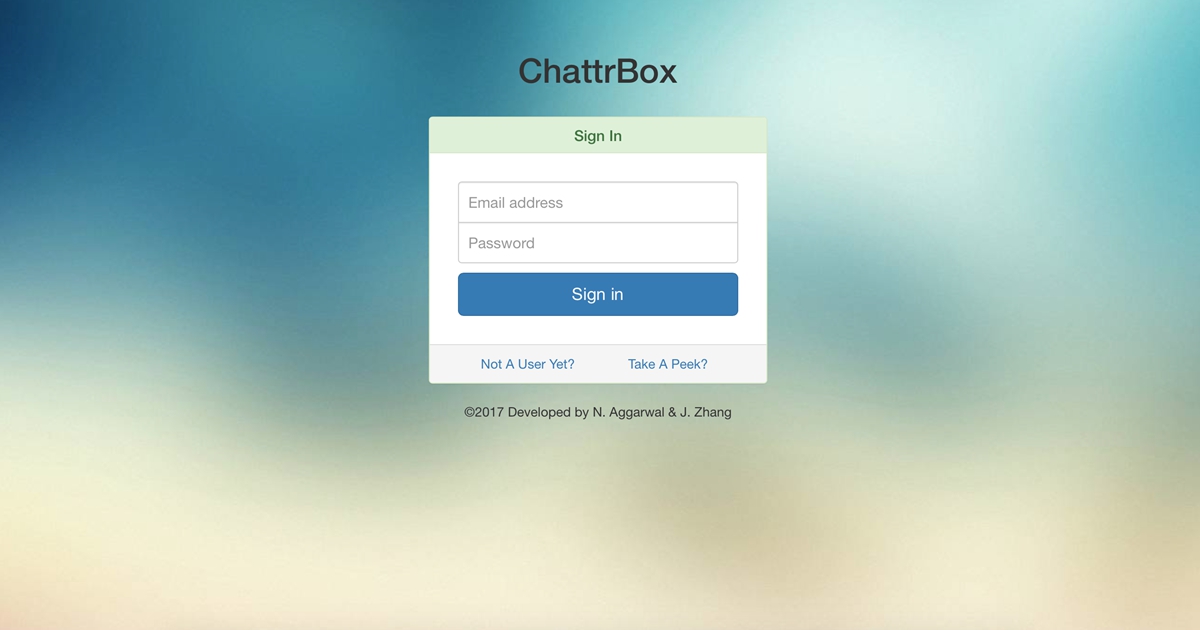 ChattrBox
Sign In
Email address
Password
Sign in
Not A User Yet? Take A Peek?
©2017 Developed by N. Aggarwal & J. Zhang